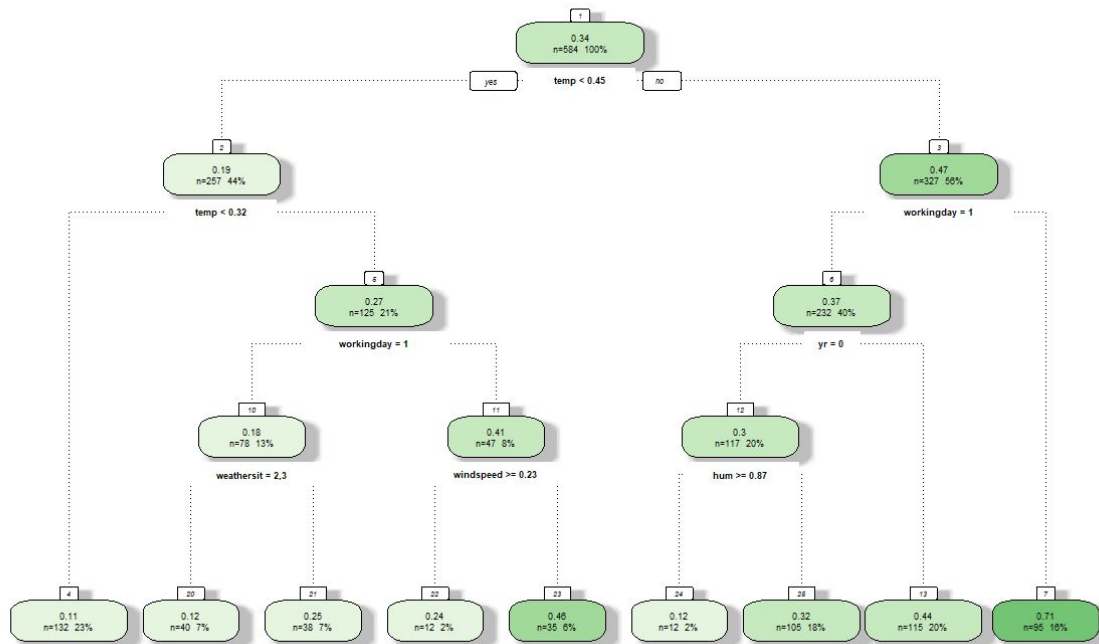 1
0.34
n=584 100%
yes temp < 0.45 no
2
0.19
n=257 44%
temp < 0.32
3
0.47
n=327 56%
workingday = 1
5
0.27
n=125 21%
workingday = 1
6
0.37
n=232 40%
yr = 0
10
0.18
n=78 13%
weathersit = 2,3
11
0.41
n=47 8%
windspeed >= 0.23
12
0.3
n=117 20%
hum >= 0.87
4
0.11
n=132 23%
20
0.12
n=40 7%
21
0.25
n=38 7%
22
0.24
n=12 2%
23
0.46
n=35 6%
24
0.12
n=12 2%
25
0.32
n=105 18%
13
0.44
n=115 20%
7
0.71
n=95 16%